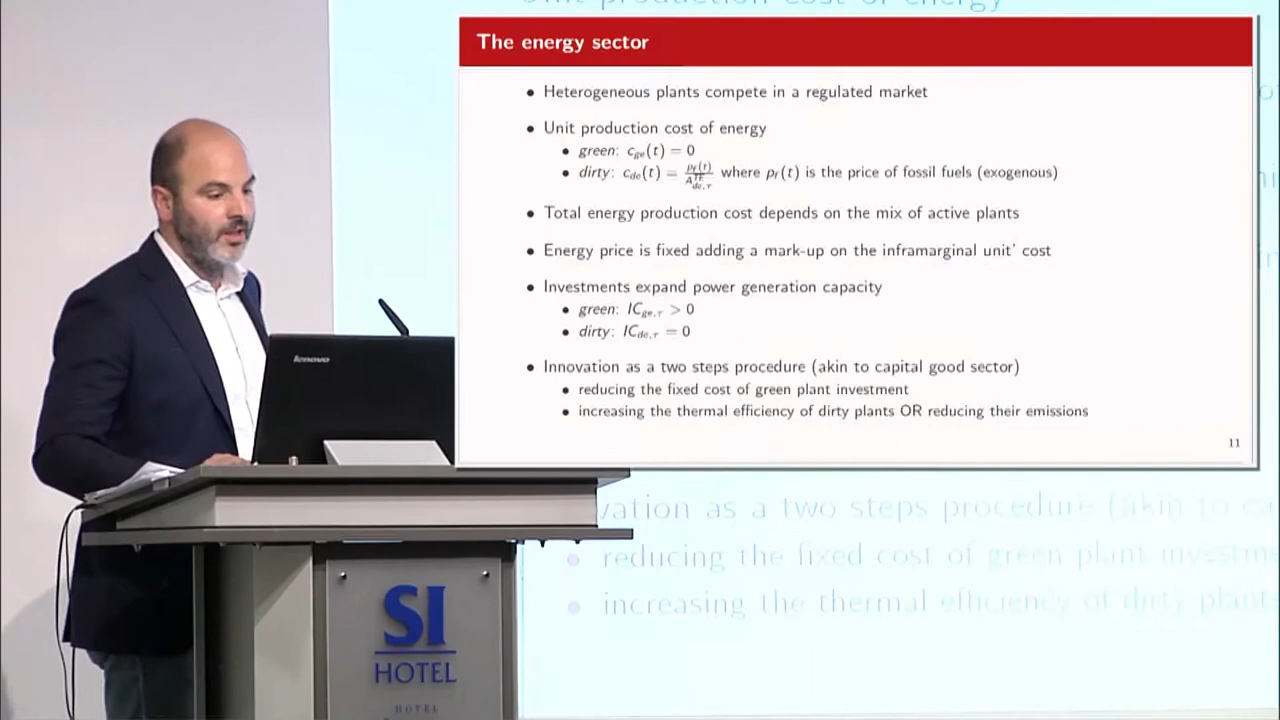 Unit production cost of energy
The energy sector
• Heterogeneous plants compete in a regulated market
• Unit production cost of energy
• green: c_ge(t) = 0
• dirty: c_de(t) = p_f(t) / A^TE_de,τ where p_f(t) is the price of fossil fuels (exogenous)
• Total energy production cost depends on the mix of active plants
• Energy price is fixed adding a mark-up on the inframarginal unit' cost
• Investments expand power generation capacity
• green: IC_ge,τ > 0
• dirty: IC_de,τ = 0
• Innovation as a two steps procedure (akin to capital good sector)
• reducing the fixed cost of green plant investment
• increasing the thermal efficiency of dirty plants OR reducing their emissions
11
lenovo
as a two steps procedure (akin to
• reducing the fixed cost of green plant
• increasing the thermal efficiency of dirty plants
SI
HOTEL
HOTEL